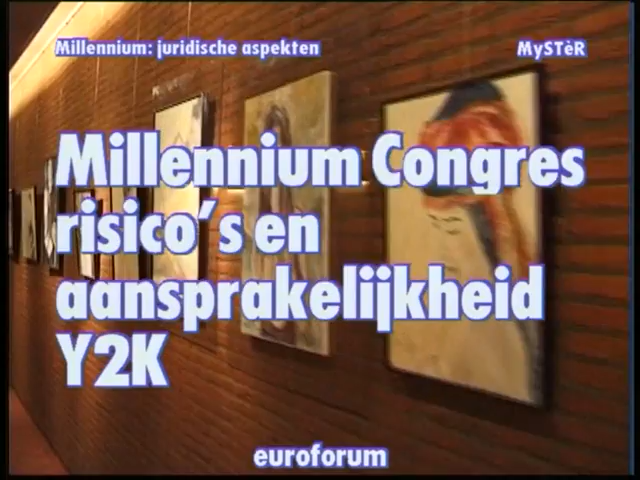 Millennium: juridische aspekten
MySTèR
Millennium Congres
risico's en
aansprakelijkheid
Y2K
euroforum